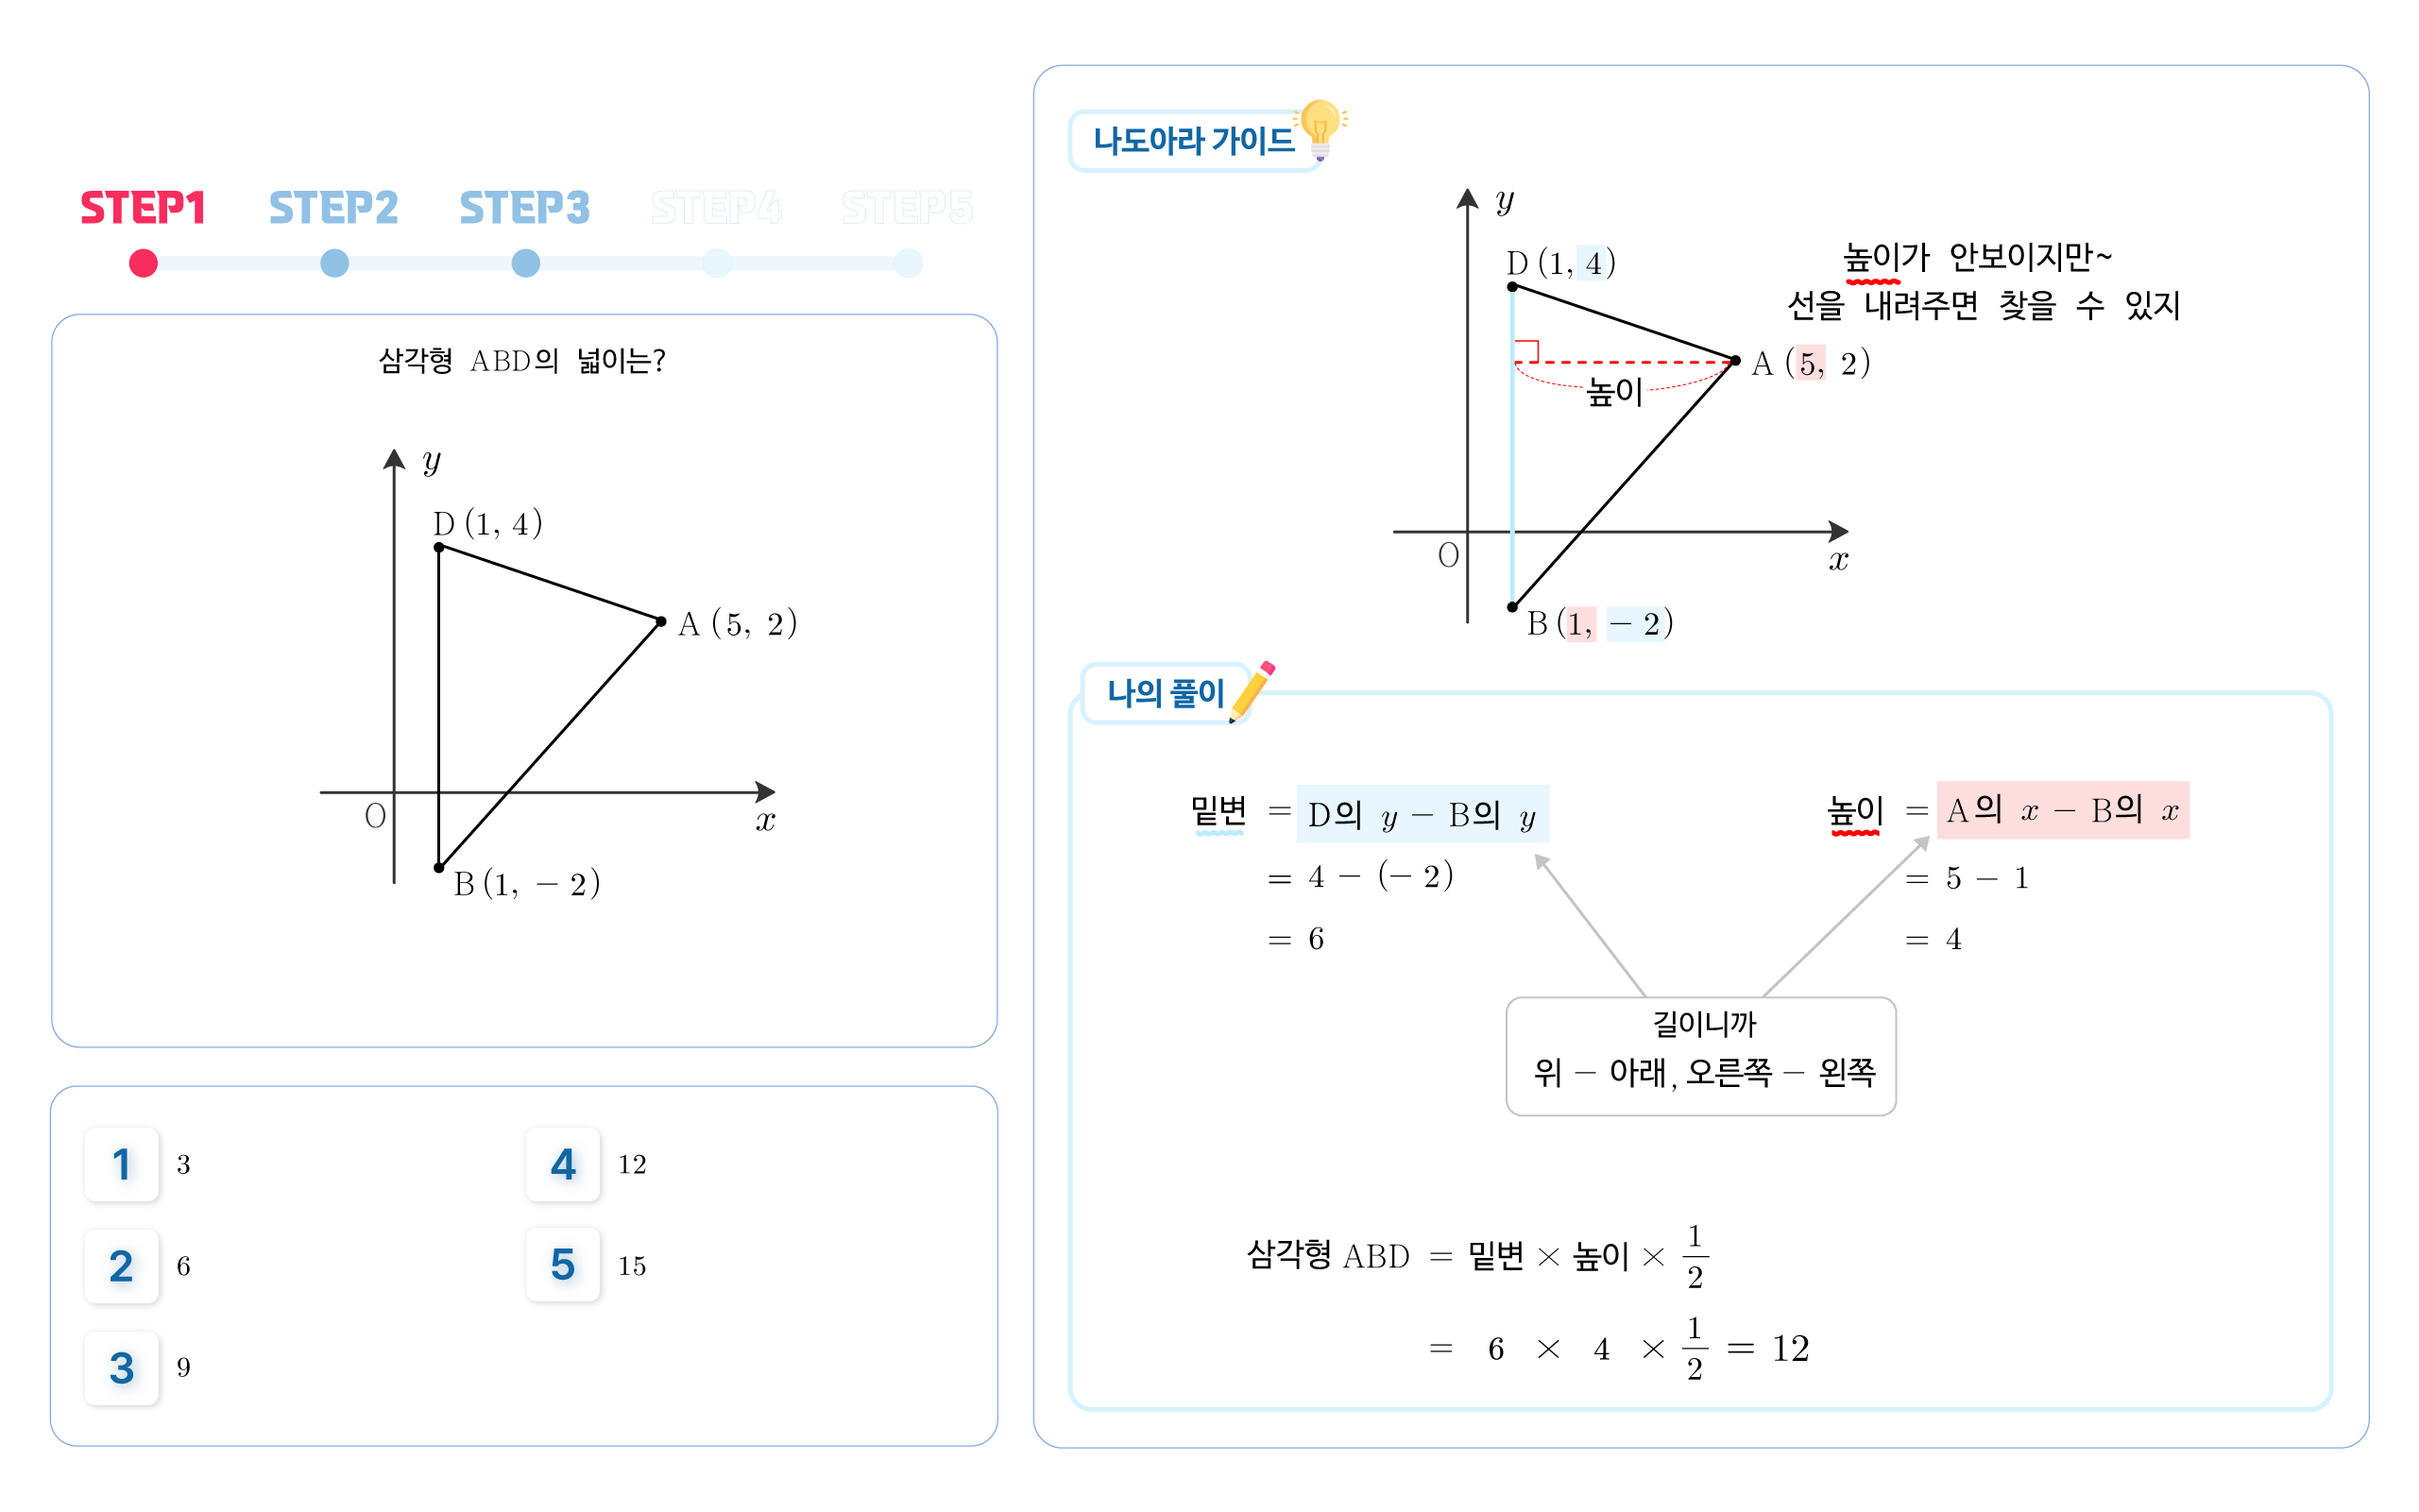 STEP1 STEP2 STEP3 STEP4 STEP5
삼각형 ABD의 넓이는?
y
D (1, 4)
A (5, 2)
O
x
B (1, − 2)
1 3
2 6
3 9
4 12
5 15
나도아라 가이드
y
D (1, 4)
높이가 안보이지만~
선을 내려주면 찾을 수 있지
A (5, 2)
높이
O
x
B (1, − 2)
나의 풀이
밑변 = D의 y − B의 y
= 4 − (− 2)
= 6
높이 = A의 x − B의 x
= 5 − 1
= 4
길이니까
위 − 아래, 오른쪽 − 왼쪽
삼각형 ABD = 밑변 × 높이 × 1/2
= 6 × 4 × 1/2 = 12